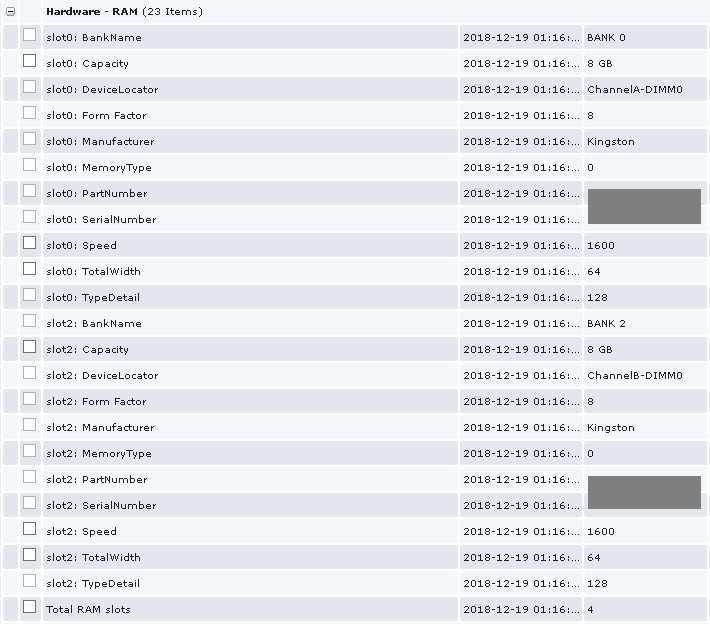 Hardware - RAM (23 Items)
slot0: BankName 2018-12-19 01:16:... BANK 0
slot0: Capacity 2018-12-19 01:16:... 8 GB
slot0: DeviceLocator 2018-12-19 01:16:... ChannelA-DIMM0
slot0: Form Factor 2018-12-19 01:16:... 8
slot0: Manufacturer 2018-12-19 01:16:... Kingston
slot0: MemoryType 2018-12-19 01:16:... 0
slot0: PartNumber 2018-12-19 01:16:...
slot0: SerialNumber 2018-12-19 01:16:...
slot0: Speed 2018-12-19 01:16:... 1600
slot0: TotalWidth 2018-12-19 01:16:... 64
slot0: TypeDetail 2018-12-19 01:16:... 128
slot2: BankName 2018-12-19 01:16:... BANK 2
slot2: Capacity 2018-12-19 01:16:... 8 GB
slot2: DeviceLocator 2018-12-19 01:16:... ChannelB-DIMM0
slot2: Form Factor 2018-12-19 01:16:... 8
slot2: Manufacturer 2018-12-19 01:16:... Kingston
slot2: MemoryType 2018-12-19 01:16:... 0
slot2: PartNumber 2018-12-19 01:16:...
slot2: SerialNumber 2018-12-19 01:16:...
slot2: Speed 2018-12-19 01:16:... 1600
slot2: TotalWidth 2018-12-19 01:16:... 64
slot2: TypeDetail 2018-12-19 01:16:... 128
Total RAM slots 2018-12-19 01:16:... 4